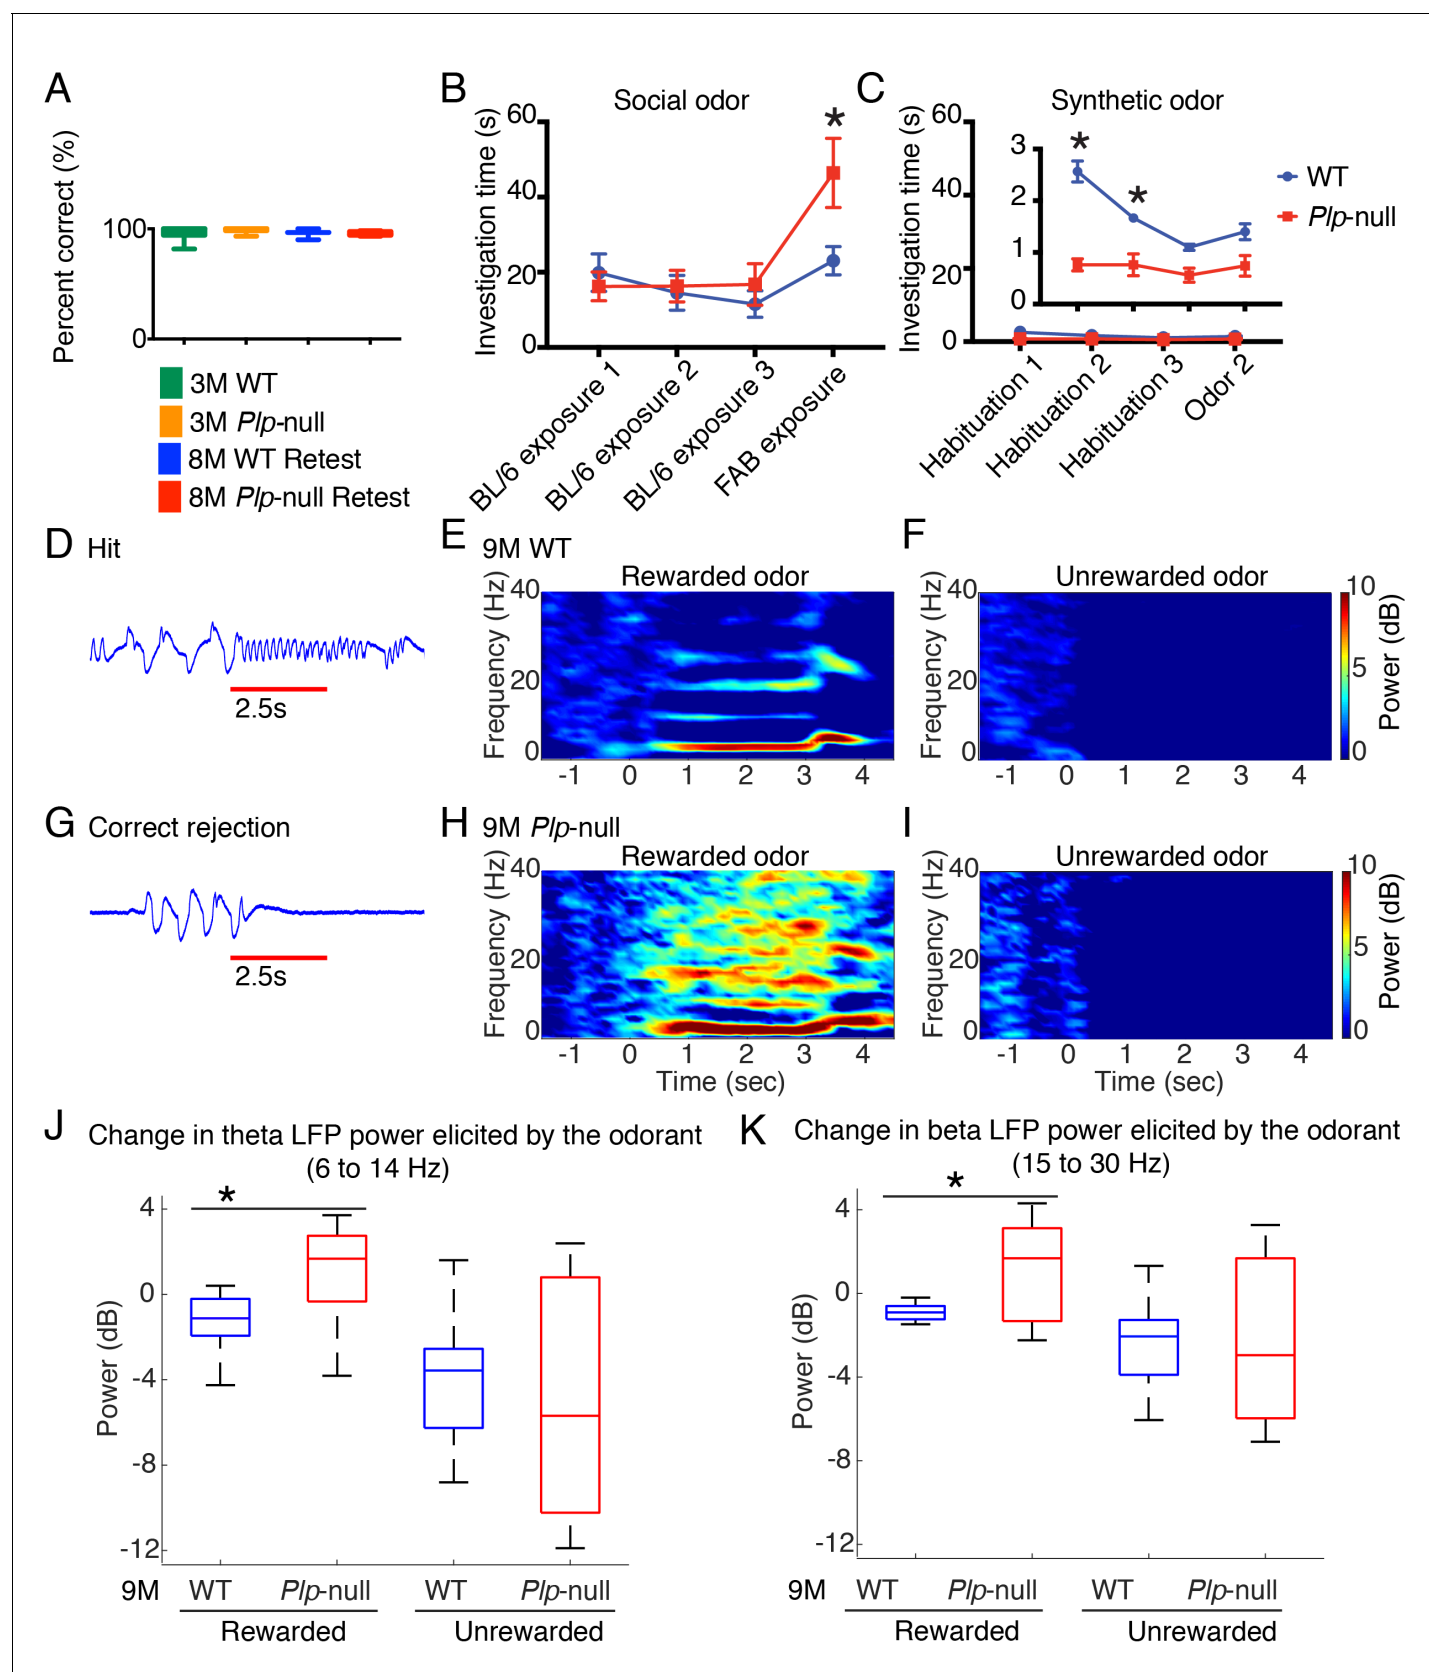 A
Percent correct (%)
100
0
3M WT
3M Plp-null
8M WT Retest
8M Plp-null Retest
B
Social odor
Investigation time (s)
60
40
20
0
*
BL/6 exposure 1
BL/6 exposure 2
BL/6 exposure 3
FAB exposure
C
Synthetic odor
Investigation time (s)
60
40
20
0
3
2
1
0
*
*
WT
Plp-null
Habituation 1
Habituation 2
Habituation 3
Odor 2
D Hit
2.5s
E 9M WT
Rewarded odor
Frequency (Hz)
40
20
0
-1 0 1 2 3 4
F
Unrewarded odor
Frequency (Hz)
40
20
0
-1 0 1 2 3 4
10
5
0
Power (dB)
G Correct rejection
2.5s
H 9M Plp-null
Rewarded odor
Frequency (Hz)
40
20
0
-1 0 1 2 3 4
Time (sec)
I
Unrewarded odor
Frequency (Hz)
40
20
0
-1 0 1 2 3 4
Time (sec)
10
5
0
Power (dB)
J Change in theta LFP power elicited by the odorant
(6 to 14 Hz)
*
Power (dB)
4
0
-4
-8
-12
9M WT Plp-null WT Plp-null
Rewarded Unrewarded
K Change in beta LFP power elicited by the odorant
(15 to 30 Hz)
*
Power (dB)
4
0
-4
-8
-12
9M WT Plp-null WT Plp-null
Rewarded Unrewarded